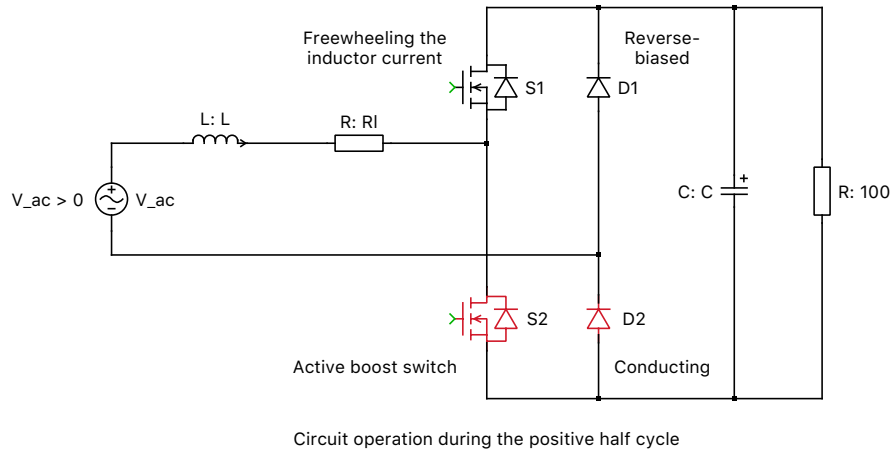 Freewheeling the
inductor current
Reverse-
biased
S1
D1
L: L
R: Rl
V_ac > 0
V_ac
C: C
+
R: 100
S2
D2
Active boost switch
Conducting
Circuit operation during the positive half cycle